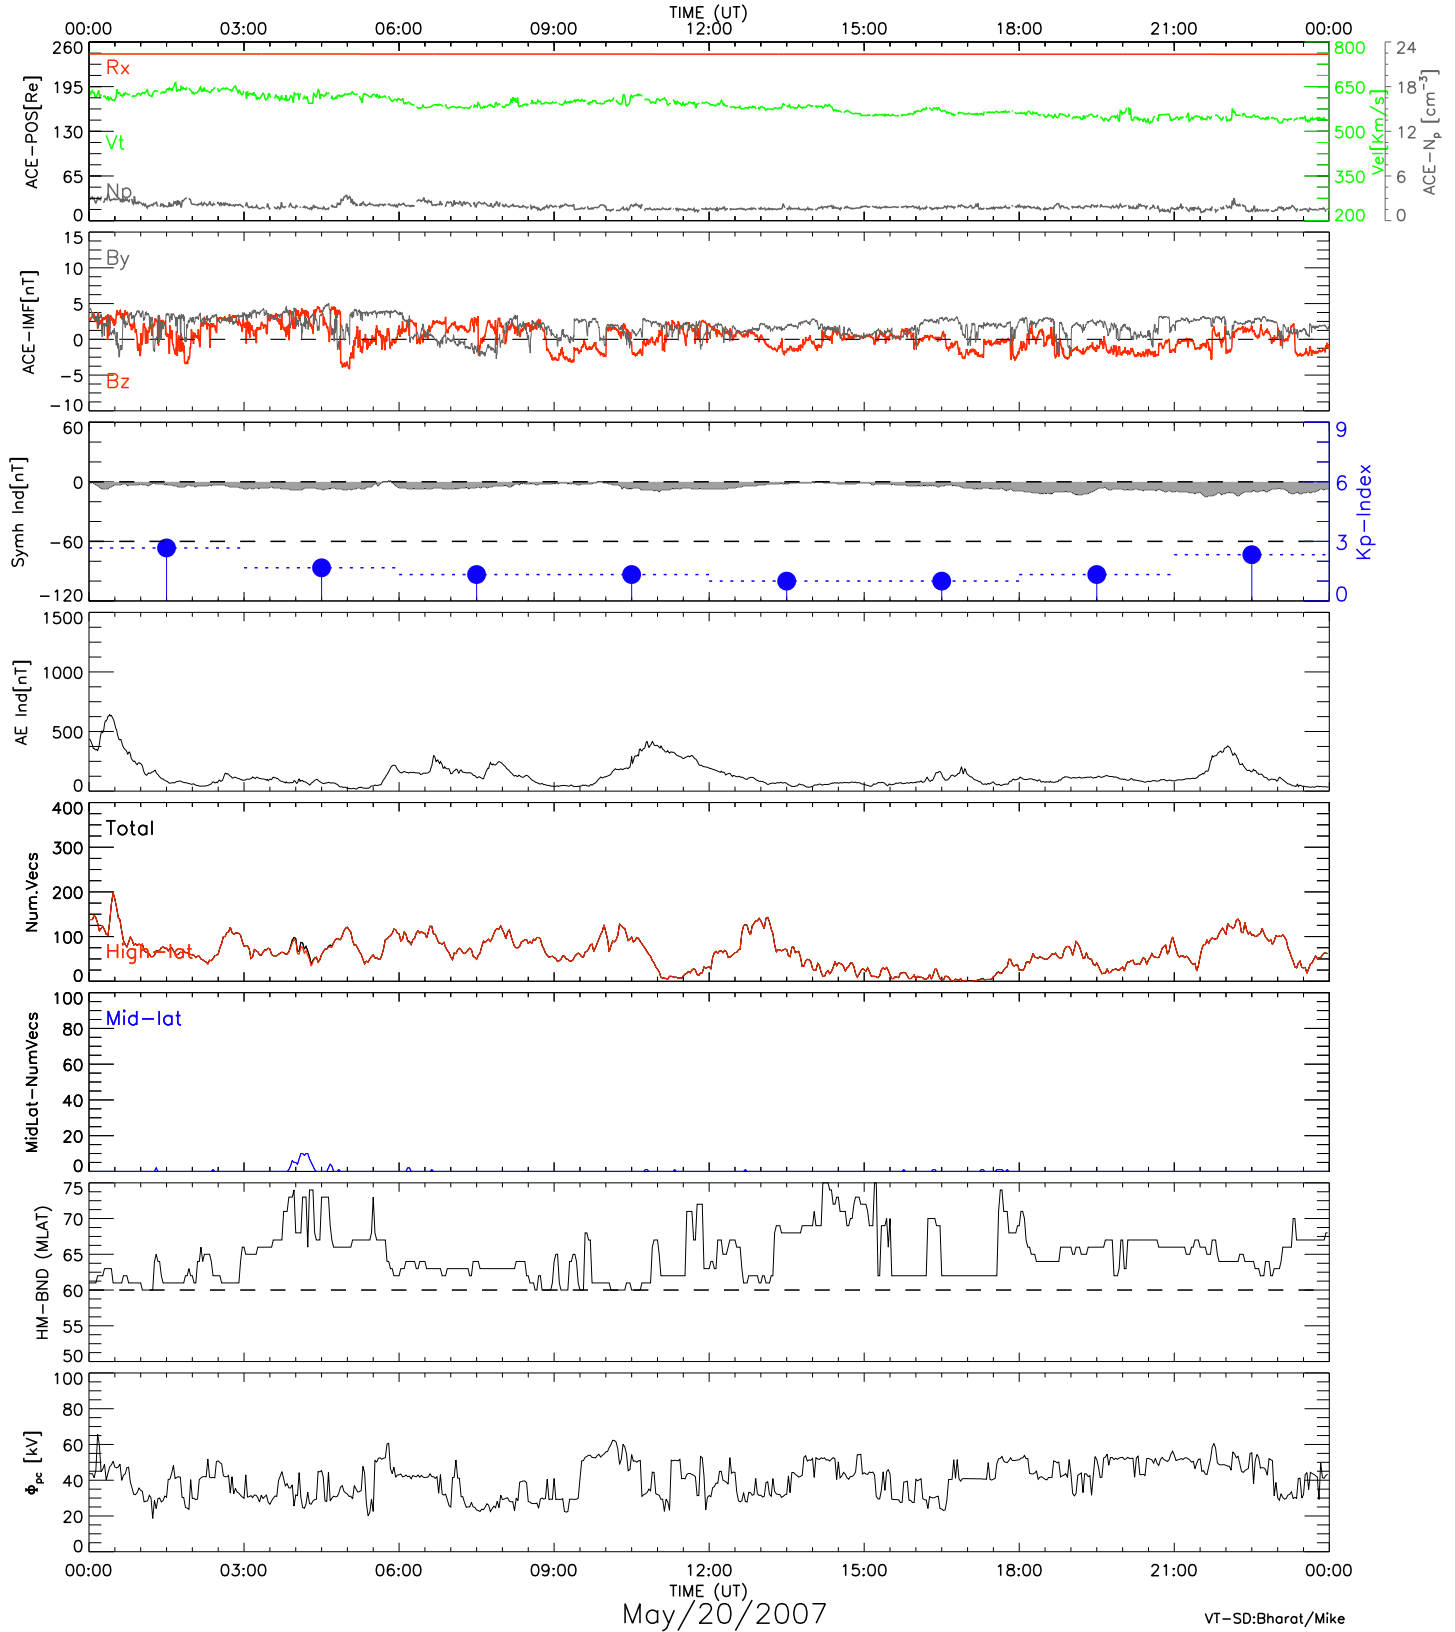 TIME (UT)
00:00 03:00 06:00 09:00 12:00 15:00 18:00 21:00 00:00
260 195 130 65 0
ACE-POS[Re]
Rx
Vt
Np
800 650 500 350 200
Vel[Km/s]
24 18 12 6 0
ACE-Np [cm-3]
15 10 5 0 -5 -10
ACE-IMF[nT]
By
Bz
60 0 -60 -120
Symh Ind[nT]
9 6 3 0
Kp-Index
1500 1000 500 0
AE Ind[nT]
400 300 200 100 0
Num.Vecs
Total
High-lat
100 80 60 40 20 0
MidLat-NumVecs
Mid-lat
75 70 65 60 55 50
HM-BND (MLAT)
100 80 60 40 20 0
Φpc [kV]
00:00 03:00 06:00 09:00 12:00 15:00 18:00 21:00 00:00
TIME (UT)
May/20/2007
VT-SD:Bharat/Mike